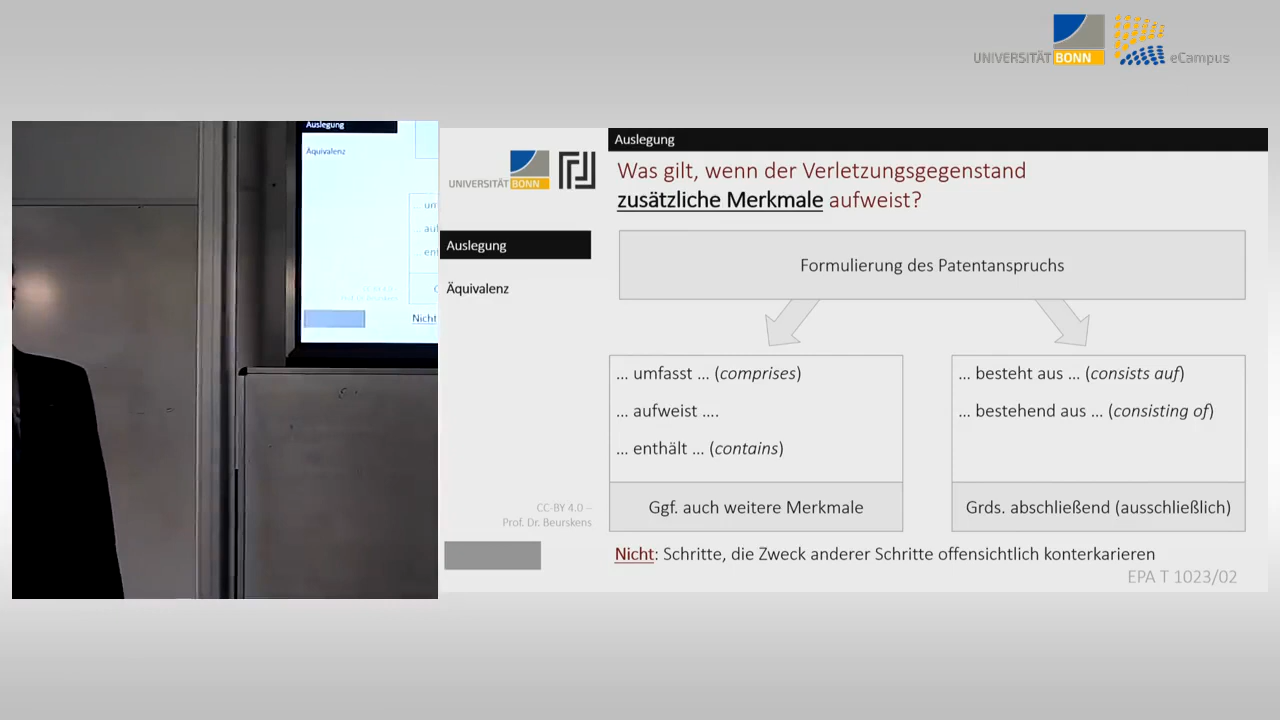 UNIVERSITÄT BONN eCampus
Auslegung
Äquivalenz
Nicht
UNIVERSITÄT BONN
Auslegung
Äquivalenz
CC-BY 4.0 –
Prof. Dr. Beurskens
Auslegung
Was gilt, wenn der Verletzungsgegenstand
zusätzliche Merkmale aufweist?
Formulierung des Patentanspruchs
... umfasst ... (comprises)
... aufweist ....
... enthält ... (contains)
Ggf. auch weitere Merkmale
... besteht aus ... (consists auf)
... bestehend aus ... (consisting of)
Grds. abschließend (ausschließlich)
Nicht: Schritte, die Zweck anderer Schritte offensichtlich konterkarieren
EPA T 1023/02